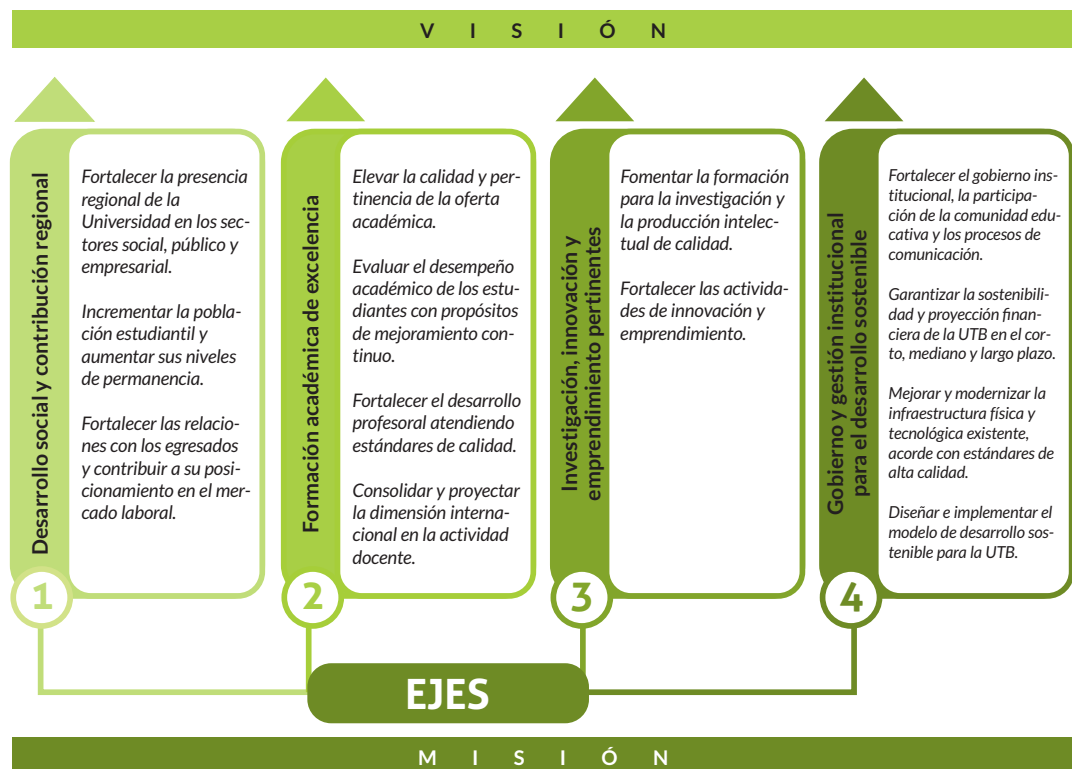 V I S I Ó N
Desarrollo social y contribución regional
Fortalecer la presencia
regional de la
Universidad en los sec-
tores social, público y
empresarial.
Incrementar la pobla-
ción estudiantil y
aumentar sus niveles
de permanencia.
Fortalecer las relacio-
nes con los egresados
y contribuir a su posi-
cionamiento en el mer-
cado laboral.
1
Formación académica de excelencia
Elevar la calidad y per-
tinencia de la oferta
académica.
Evaluar el desempeño
académico de los estu-
diantes con propósitos
de mejoramiento con-
tinuo.
Fortalecer el desarrollo
profesoral atendiendo
estándares de calidad.
Consolidar y proyectar
la dimensión interna-
cional en la actividad
docente.
2
Investigación, innovación y
emprendimiento pertinentes
Fomentar la formación
para la investigación y
la producción intelec-
tual de calidad.
Fortalecer las activida-
des de innovación y
emprendimiento.
3
Gobierno y gestión institucional
para el desarrollo sostenible
Fortalecer el gobierno ins-
titucional, la participa-
ción de la comunidad edu-
cativa y los procesos de
comunicación.
Garantizar la sostenibili-
dad y proyección finan-
ciera de la UTB en el cor-
to, mediano y largo plazo.
Mejorar y modernizar la
infraestructura física y
tecnológica existente,
acorde con estándares de
alta calidad.
Diseñar e implementar el
modelo de desarrollo sos-
tenible para la UTB.
4
EJES
M I S I Ó N